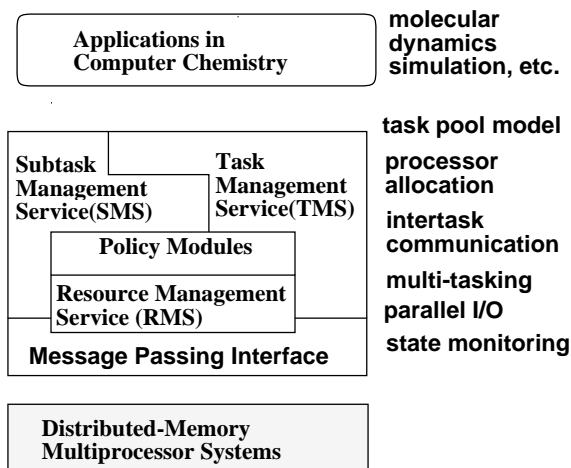 Applications in
Computer Chemistry
molecular
dynamics
simulation, etc.
task pool model
Subtask
Management
Service(SMS)
Task
Management
Service(TMS)
processor
allocation
intertask
communication
Policy Modules
multi-tasking
Resource Management
Service (RMS)
parallel I/O
state monitoring
Message Passing Interface
Distributed-Memory
Multiprocessor Systems